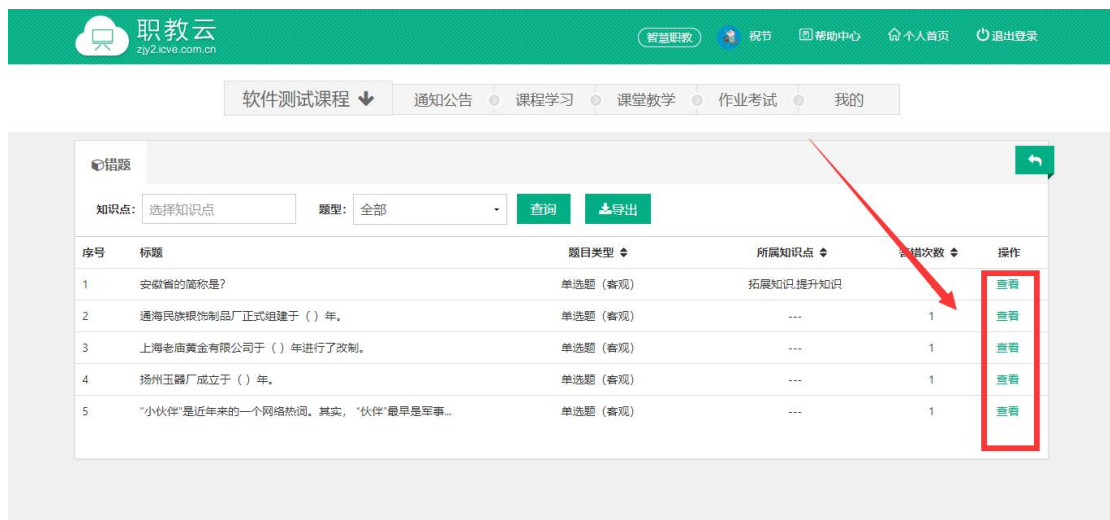 职教云
zjy2.icve.com.cn
智慧职教 祝节 帮助中心 个人首页 退出登录
软件测试课程 通知公告 课程学习 课堂教学 作业考试 我的
错题
知识点: 选择知识点 题型: 全部 查询 导出
序号 标题 题目类型 所属知识点 答错次数 操作
1 安徽省的简称是? 单选题（客观） 拓展知识,提升知识 查看
2 通海民族银饰制品厂正式组建于（ ）年。 单选题（客观） --- 1 查看
3 上海老庙黄金有限公司于（ ）年进行了改制。 单选题（客观） --- 1 查看
4 扬州玉器厂成立于（ ）年。 单选题（客观） --- 1 查看
5 “小伙伴”是近年来的一个网络热词。其实，“伙伴”最早是军事... 单选题（客观） --- 1 查看